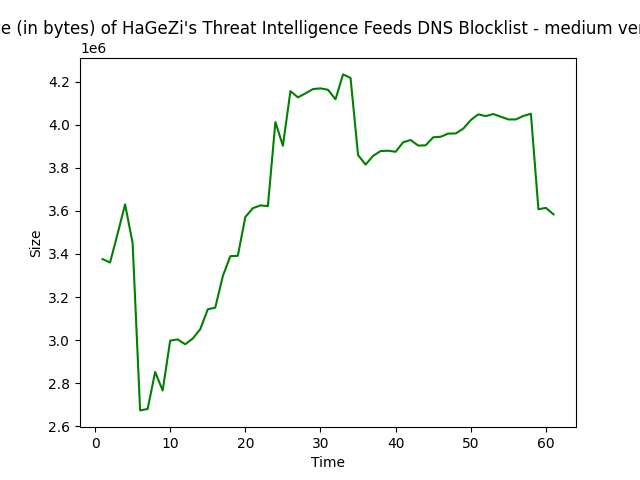 e (in bytes) of HaGeZi's Threat Intelligence Feeds DNS Blocklist - medium ver
1e6
4.2
4.0
3.8
3.6
3.4
3.2
3.0
2.8
2.6
Size
0 10 20 30 40 50 60
Time